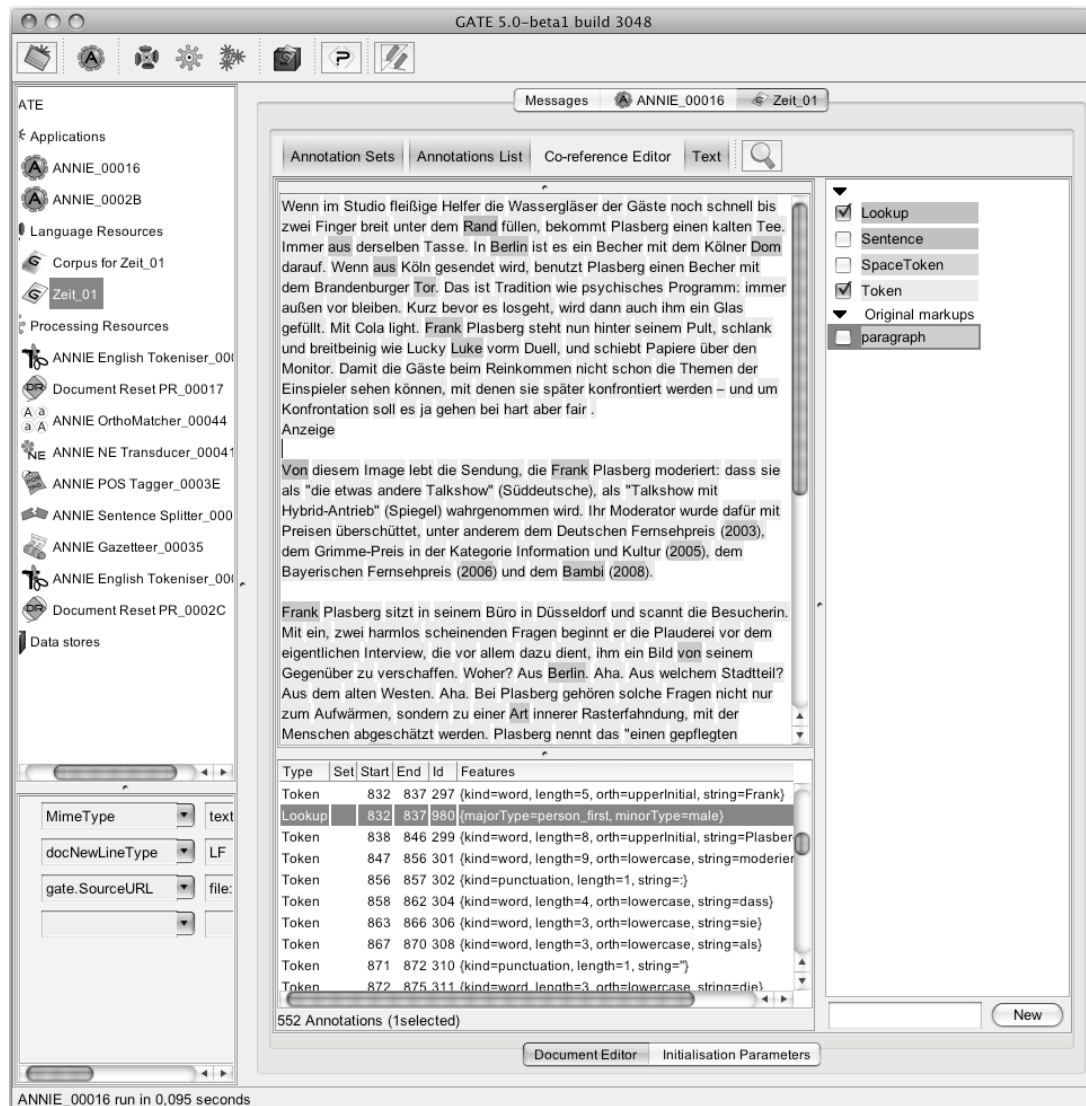 GATE 5.0-beta1 build 3048
Messages
ANNIE_00016
Zeit_01
ATE
Applications
ANNIE_00016
ANNIE_0002B
Language Resources
Corpus for Zeit_01
Zeit_01
Processing Resources
ANNIE English Tokeniser_00
Document Reset PR_00017
ANNIE OrthoMatcher_00044
ANNIE NE Transducer_00041
ANNIE POS Tagger_0003E
ANNIE Sentence Splitter_000
ANNIE Gazetteer_00035
ANNIE English Tokeniser_00
Document Reset PR_0002C
Data stores
MimeType
text
docNewLineType
LF
gate.SourceURL
file:
Annotation Sets
Annotations List
Co-reference Editor
Text
Wenn im Studio fleißige Helfer die Wassergläser der Gäste noch schnell bis
zwei Finger breit unter dem Rand füllen, bekommt Plasberg einen kalten Tee.
Immer aus derselben Tasse. In Berlin ist es ein Becher mit dem Kölner Dom
darauf. Wenn aus Köln gesendet wird, benutzt Plasberg einen Becher mit
dem Brandenburger Tor. Das ist Tradition wie psychisches Programm: immer
außen vor bleiben. Kurz bevor es losgeht, wird dann auch ihm ein Glas
gefüllt. Mit Cola light. Frank Plasberg steht nun hinter seinem Pult, schlank
und breitbeinig wie Lucky Luke vorm Duell, und schiebt Papiere über den
Monitor. Damit die Gäste beim Reinkommen nicht schon die Themen der
Einspieler sehen können, mit denen sie später konfrontiert werden – und um
Konfrontation soll es ja gehen bei hart aber fair .
Anzeige
Von diesem Image lebt die Sendung, die Frank Plasberg moderiert: dass sie
als "die etwas andere Talkshow" (Süddeutsche), als "Talkshow mit
Hybrid-Antrieb" (Spiegel) wahrgenommen wird. Ihr Moderator wurde dafür mit
Preisen überschüttet, unter anderem dem Deutschen Fernsehpreis (2003),
dem Grimme-Preis in der Kategorie Information und Kultur (2005), dem
Bayerischen Fernsehpreis (2006) und dem Bambi (2008).
Frank Plasberg sitzt in seinem Büro in Düsseldorf und scannt die Besucherin.
Mit ein, zwei harmlos scheinenden Fragen beginnt er die Plauderei vor dem
eigentlichen Interview, die vor allem dazu dient, ihm ein Bild von seinem
Gegenüber zu verschaffen. Woher? Aus Berlin. Aha. Aus welchem Stadtteil?
Aus dem alten Westen. Aha. Bei Plasberg gehören solche Fragen nicht nur
zum Aufwärmen, sondern zu einer Art innerer Rasterfahndung, mit der
Menschen abgeschätzt werden. Plasberg nennt das "einen gepflegten
Type Set Start End Id Features
Token 832 837 297 {kind=word, length=5, orth=upperInitial, string=Frank}
Lookup 832 837 980 {majorType=person_first, minorType=male}
Token 838 846 299 {kind=word, length=8, orth=upperInitial, string=Plasber
Token 847 856 301 {kind=word, length=9, orth=lowercase, string=moderier
Token 856 857 302 {kind=punctuation, length=1, string=:}
Token 858 862 304 {kind=word, length=4, orth=lowercase, string=dass}
Token 863 866 306 {kind=word, length=3, orth=lowercase, string=sie}
Token 867 870 308 {kind=word, length=3, orth=lowercase, string=als}
Token 871 872 310 {kind=punctuation, length=1, string="}
Token 872 875 311 {kind=word, length=3, orth=lowercase, string=die}
552 Annotations (1selected)
Lookup
Sentence
SpaceToken
Token
Original markups
paragraph
New
Document Editor
Initialisation Parameters
ANNIE_00016 run in 0,095 seconds